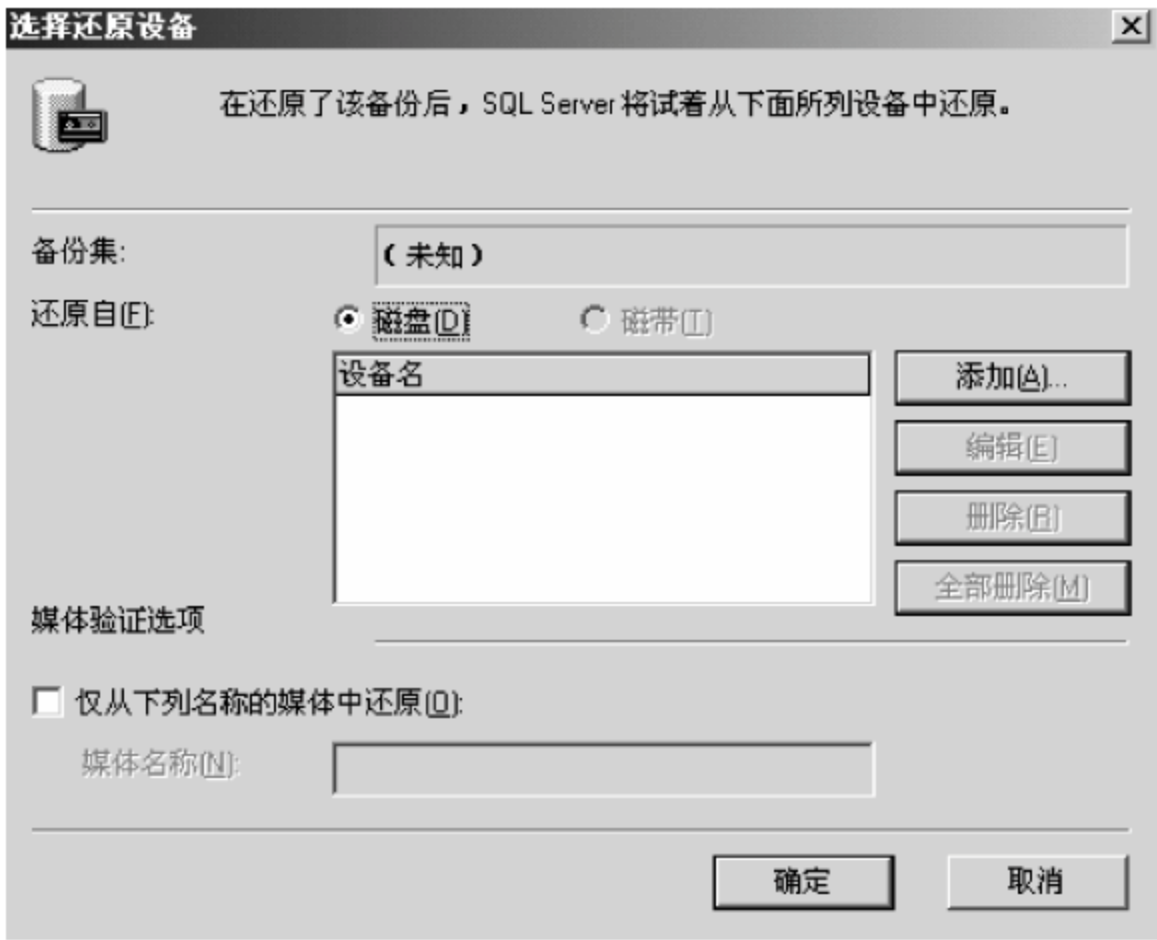 选择还原设备
在还原了该备份后，SQL Server 将试着从下面所列设备中还原。
备份集:
（未知）
还原自(F):
磁盘(D)
磁带(T)
设备名
添加(A)...
编辑(E)
删除(R)
全部删除(M)
媒体验证选项
仅从下列名称的媒体中还原(O):
媒体名称(N):
确定
取消